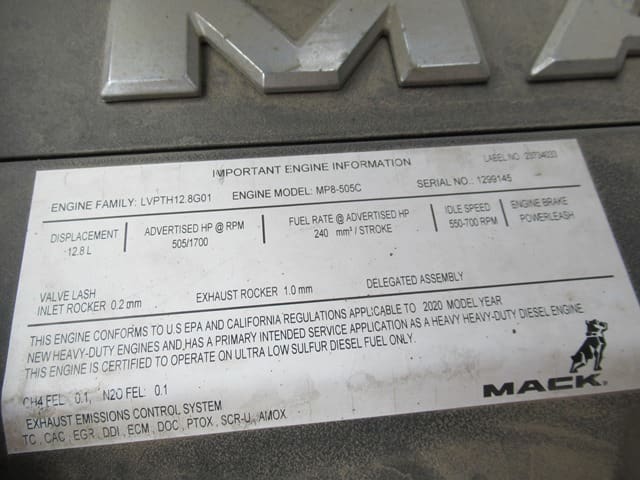 MA
IMPORTANT ENGINE INFORMATION
LABEL NO.
ENGINE FAMILY: LVPTH12.8G01 ENGINE MODEL: MP8-505C SERIAL NO.: 1299145
DISPLACEMENT ADVERTISED HP @ RPM FUEL RATE @ ADVERTISED HP IDLE SPEED ENGINE BRAKE
12.8 L 505/1700 240 mm³ / STROKE 550-700 RPM POWERLEASH
VALVE LASH
INLET ROCKER 0.2 mm EXHAUST ROCKER 1.0 mm DELEGATED ASSEMBLY
THIS ENGINE CONFORMS TO U.S EPA AND CALIFORNIA REGULATIONS APPLICABLE TO 2020 MODEL YEAR
NEW HEAVY-DUTY ENGINES AND HAS A PRIMARY INTENDED SERVICE APPLICATION AS A HEAVY HEAVY-DUTY DIESEL ENGINE
THIS ENGINE IS CERTIFIED TO OPERATE ON ULTRA LOW SULFUR DIESEL FUEL ONLY.
CH4 FEL: 0.1, N2O FEL: 0.1
EXHAUST EMISSIONS CONTROL SYSTEM
TC, CAC, EGR, DDI, ECM, DOC, PTOX, SCR-U, AMOX
MACK